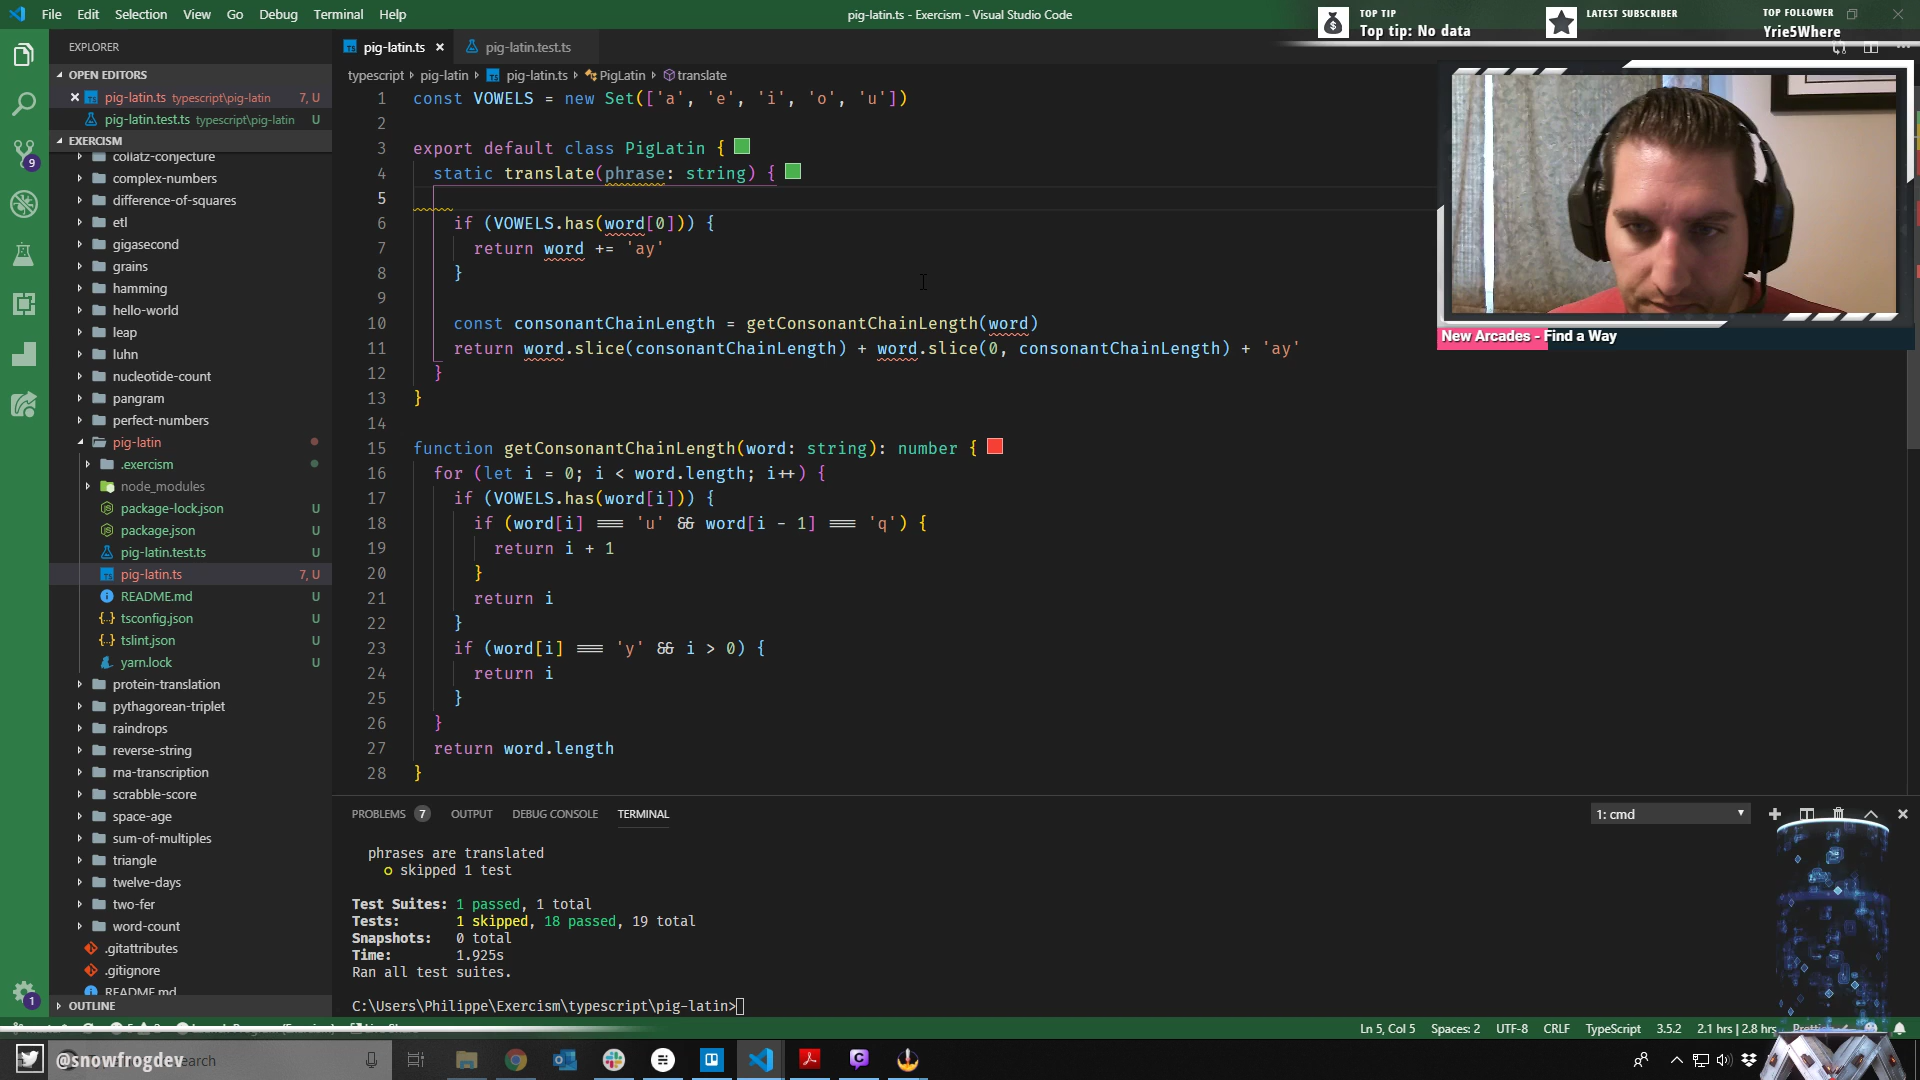 File Edit Selection View Go Debug Terminal Help
pig-latin.ts - Exercism - Visual Studio Code
TOP TIP
Top tip: No data
LATEST SUBSCRIBER
TOP FOLLOWER
Yrie5Where
EXPLORER
OPEN EDITORS
pig-latin.ts typescript\pig-latin 7, U
pig-latin.test.ts typescript\pig-latin U
EXERCISM
collatz-conjecture
complex-numbers
difference-of-squares
etl
gigasecond
grains
hamming
hello-world
leap
luhn
nucleotide-count
pangram
perfect-numbers
pig-latin
.exercism
node_modules
package-lock.json U
package.json U
pig-latin.test.ts U
pig-latin.ts 7, U
README.md U
tsconfig.json U
tslint.json U
yarn.lock U
protein-translation
pythagorean-triplet
raindrops
reverse-string
rna-transcription
scrabble-score
space-age
sum-of-multiples
triangle
twelve-days
two-fer
word-count
.gitattributes
.gitignore
README.md
OUTLINE
9
1
pig-latin.ts
pig-latin.test.ts
typescript pig-latin pig-latin.ts PigLatin translate
1 const VOWELS = new Set(['a', 'e', 'i', 'o', 'u'])
2
3 export default class PigLatin {
4 static translate(phrase: string) {
5
6 if (VOWELS.has(word[0])) {
7 return word += 'ay'
8 }
9
10 const consonantChainLength = getConsonantChainLength(word)
11 return word.slice(consonantChainLength) + word.slice(0, consonantChainLength) + 'ay'
12 }
13 }
14
15 function getConsonantChainLength(word: string): number {
16 for (let i = 0; i < word.length; i++) {
17 if (VOWELS.has(word[i])) {
18 if (word[i] === 'u' && word[i - 1] === 'q') {
19 return i + 1
20 }
21 return i
22 }
23 if (word[i] === 'y' && i > 0) {
24 return i
25 }
26 }
27 return word.length
28 }
New Arcades - Find a Way
PROBLEMS 7 OUTPUT DEBUG CONSOLE TERMINAL
1: cmd
phrases are translated
o skipped 1 test
Test Suites: 1 passed, 1 total
Tests: 1 skipped, 18 passed, 19 total
Snapshots: 0 total
Time: 1.925s
Ran all test suites.
C:\Users\Philippe\Exercism\typescript\pig-latin>
Ln 5, Col 5 Spaces: 2 UTF-8 CRLF TypeScript 3.5.2 2.1 hrs | 2.8 hrs
@snowfrogdev